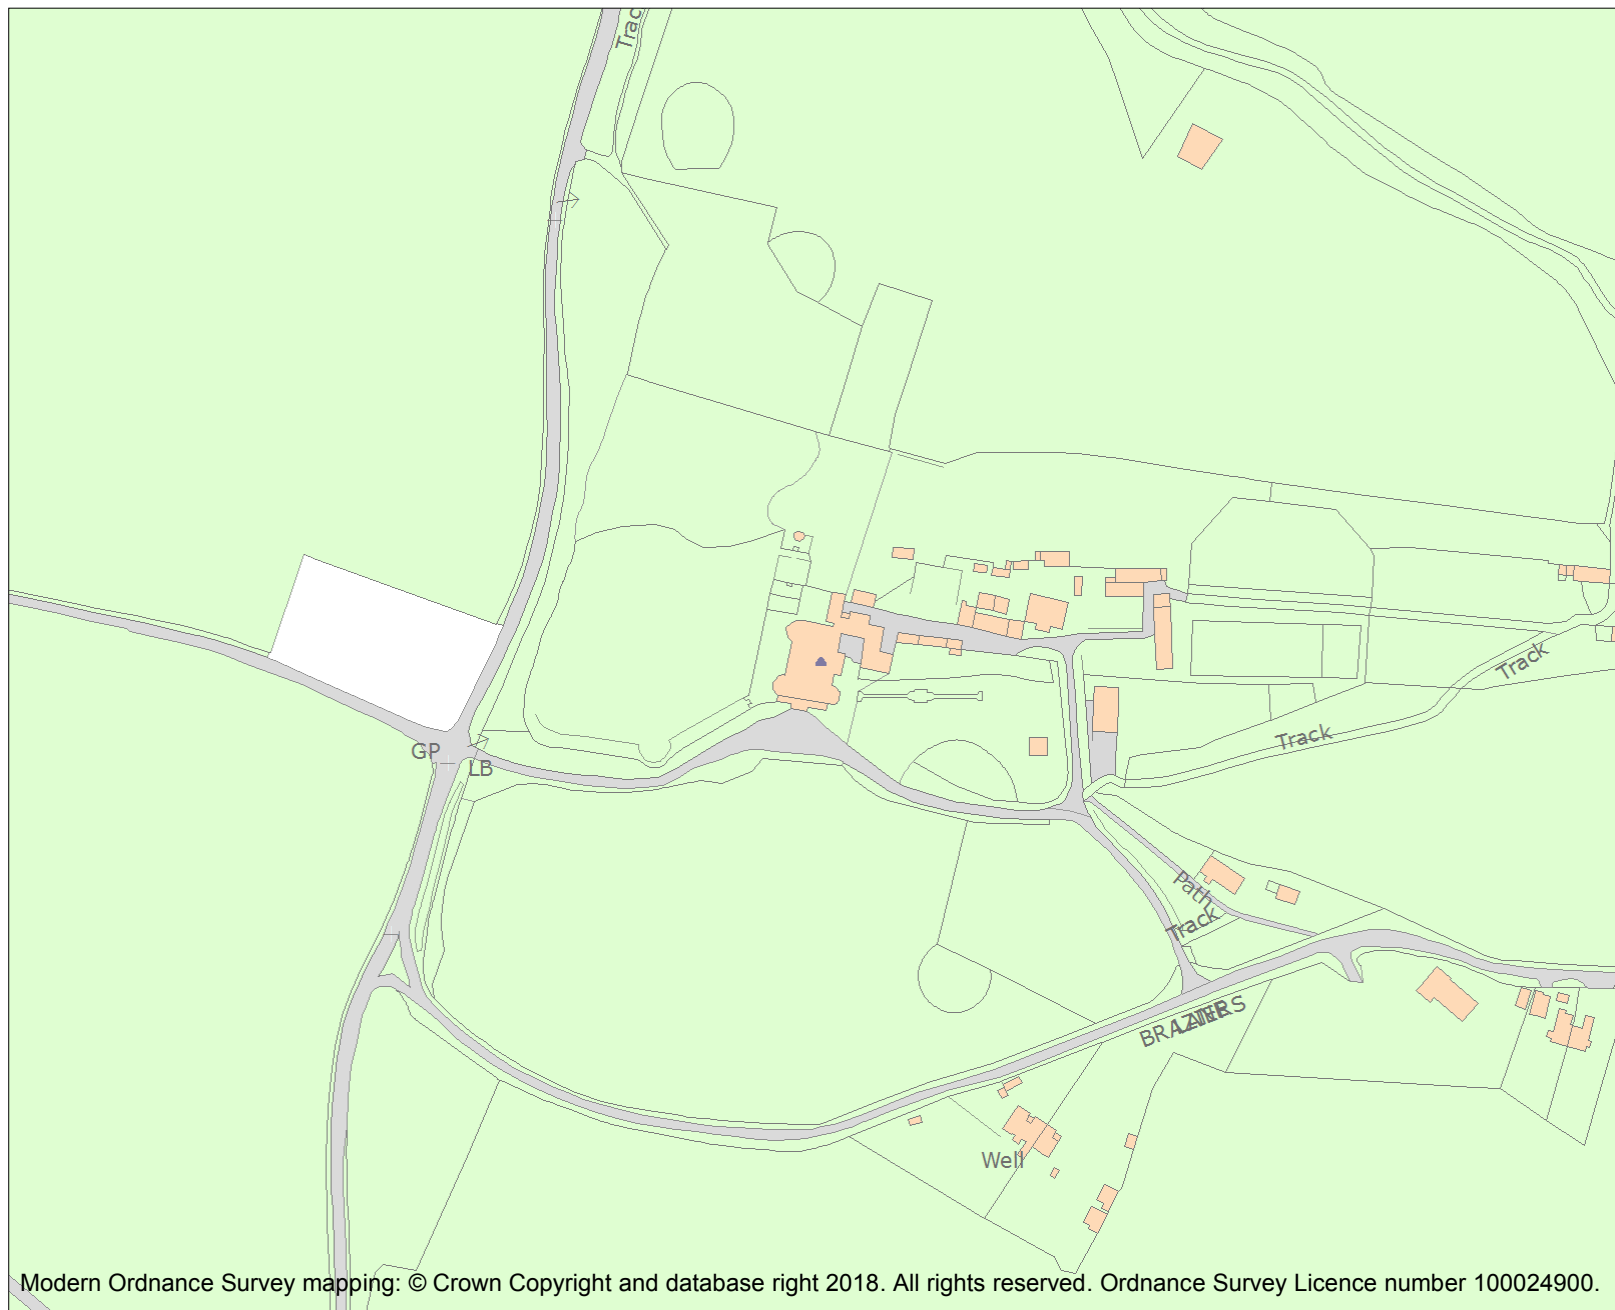 Trac
Track
Track
GP
LB
Path
Track
BRAZIERS
LANE
Well
Modern Ordnance Survey mapping: © Crown Copyright and database right 2018. All rights reserved. Ordnance Survey Licence number 100024900.